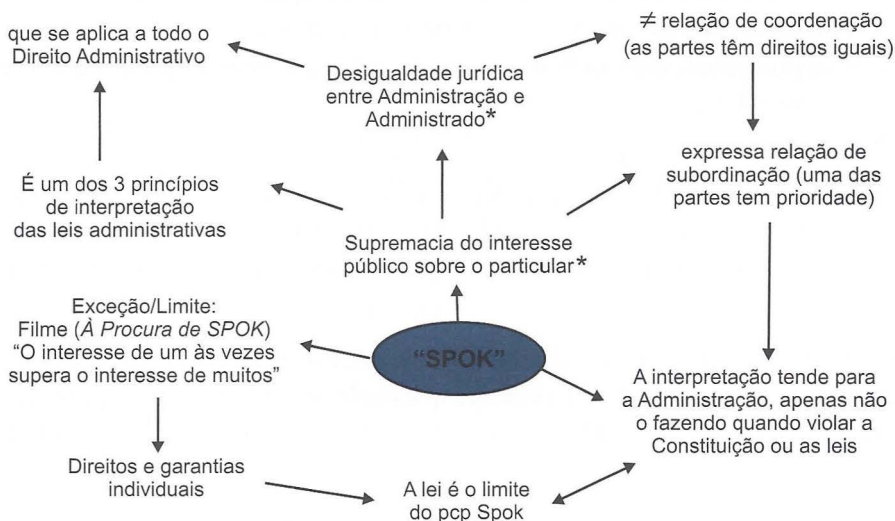 que se aplica a todo o
Direito Administrativo
Desigualdade jurídica
entre Administração e
Administrado*
≠ relação de coordenação
(as partes têm direitos iguais)
É um dos 3 princípios
de interpretação
das leis administrativas
Supremacia do interesse
público sobre o particular*
expressa relação de
subordinação (uma das
partes tem prioridade)
Exceção/Limite:
Filme (À Procura de SPOK)
“O interesse de um às vezes
supera o interesse de muitos”
“SPOK”
A interpretação tende para
a Administração, apenas não
o fazendo quando violar a
Constituição ou as leis
Direitos e garantias
individuais
A lei é o limite
do pcp Spok